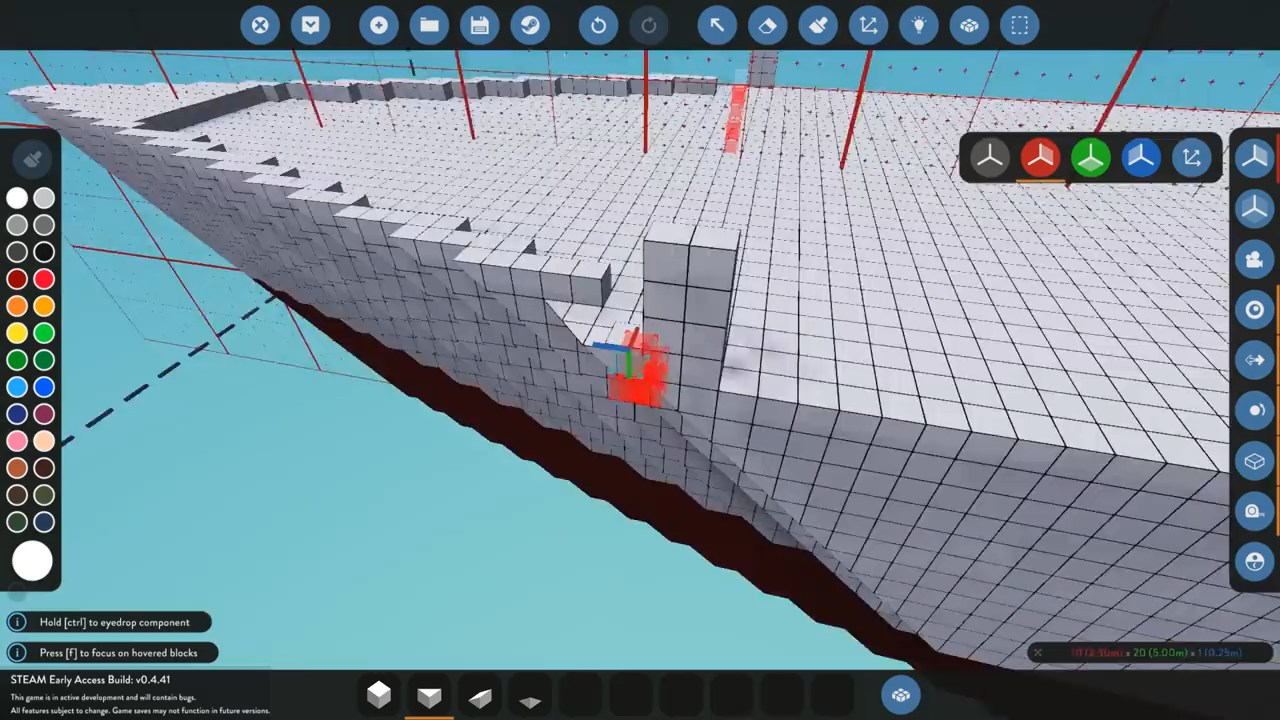 Hold [ctrl] to eyedrop component
Press [f] to focus on hovered blocks
x 20 (5.00m) x 1 (0.25m)
STEAM Early Access Build: v0.4.41
This game is in active development and will contain bugs.
All features subject to change. Game saves may not function in future versions.